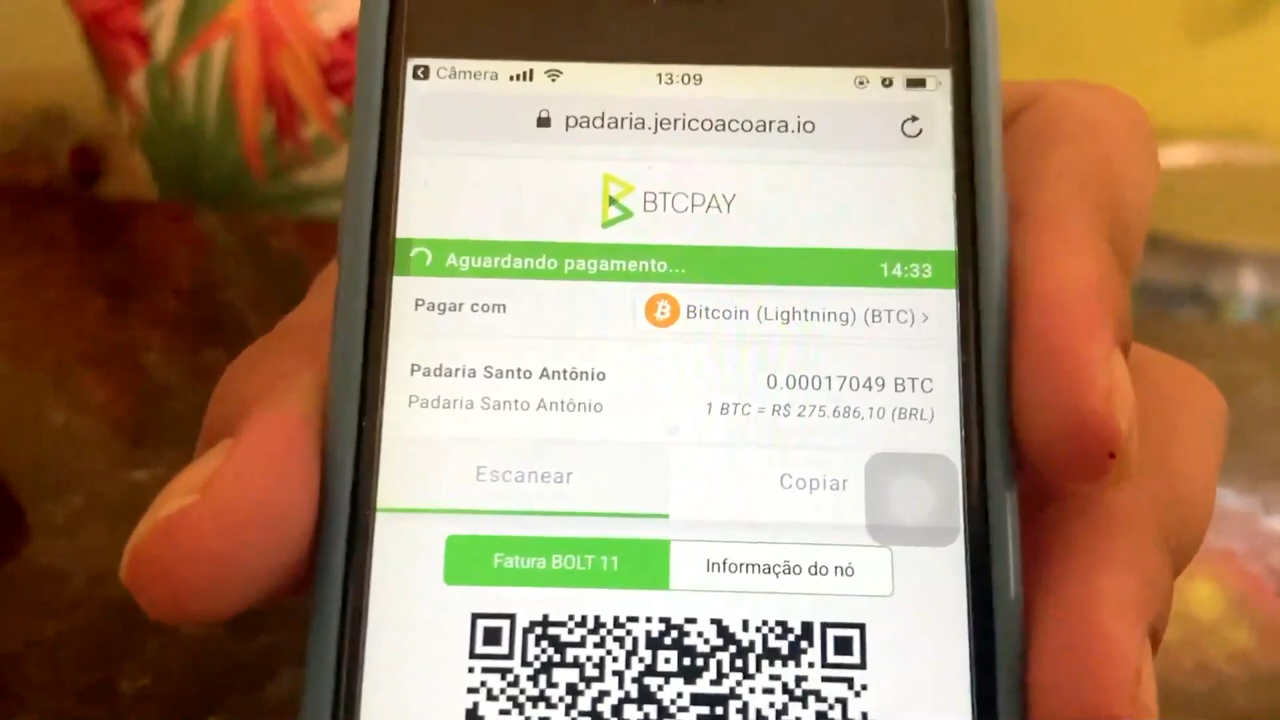 Câmera 13:09
padaria.jericoacoara.io
BTCPAY
Aguardando pagamento... 14:33
Pagar com Bitcoin (Lightning) (BTC) >
Padaria Santo Antônio 0.00017049 BTC
Padaria Santo Antônio 1 BTC = R$ 275.686,10 (BRL)
Escanear Copiar
Fatura BOLT 11 Informação do nó